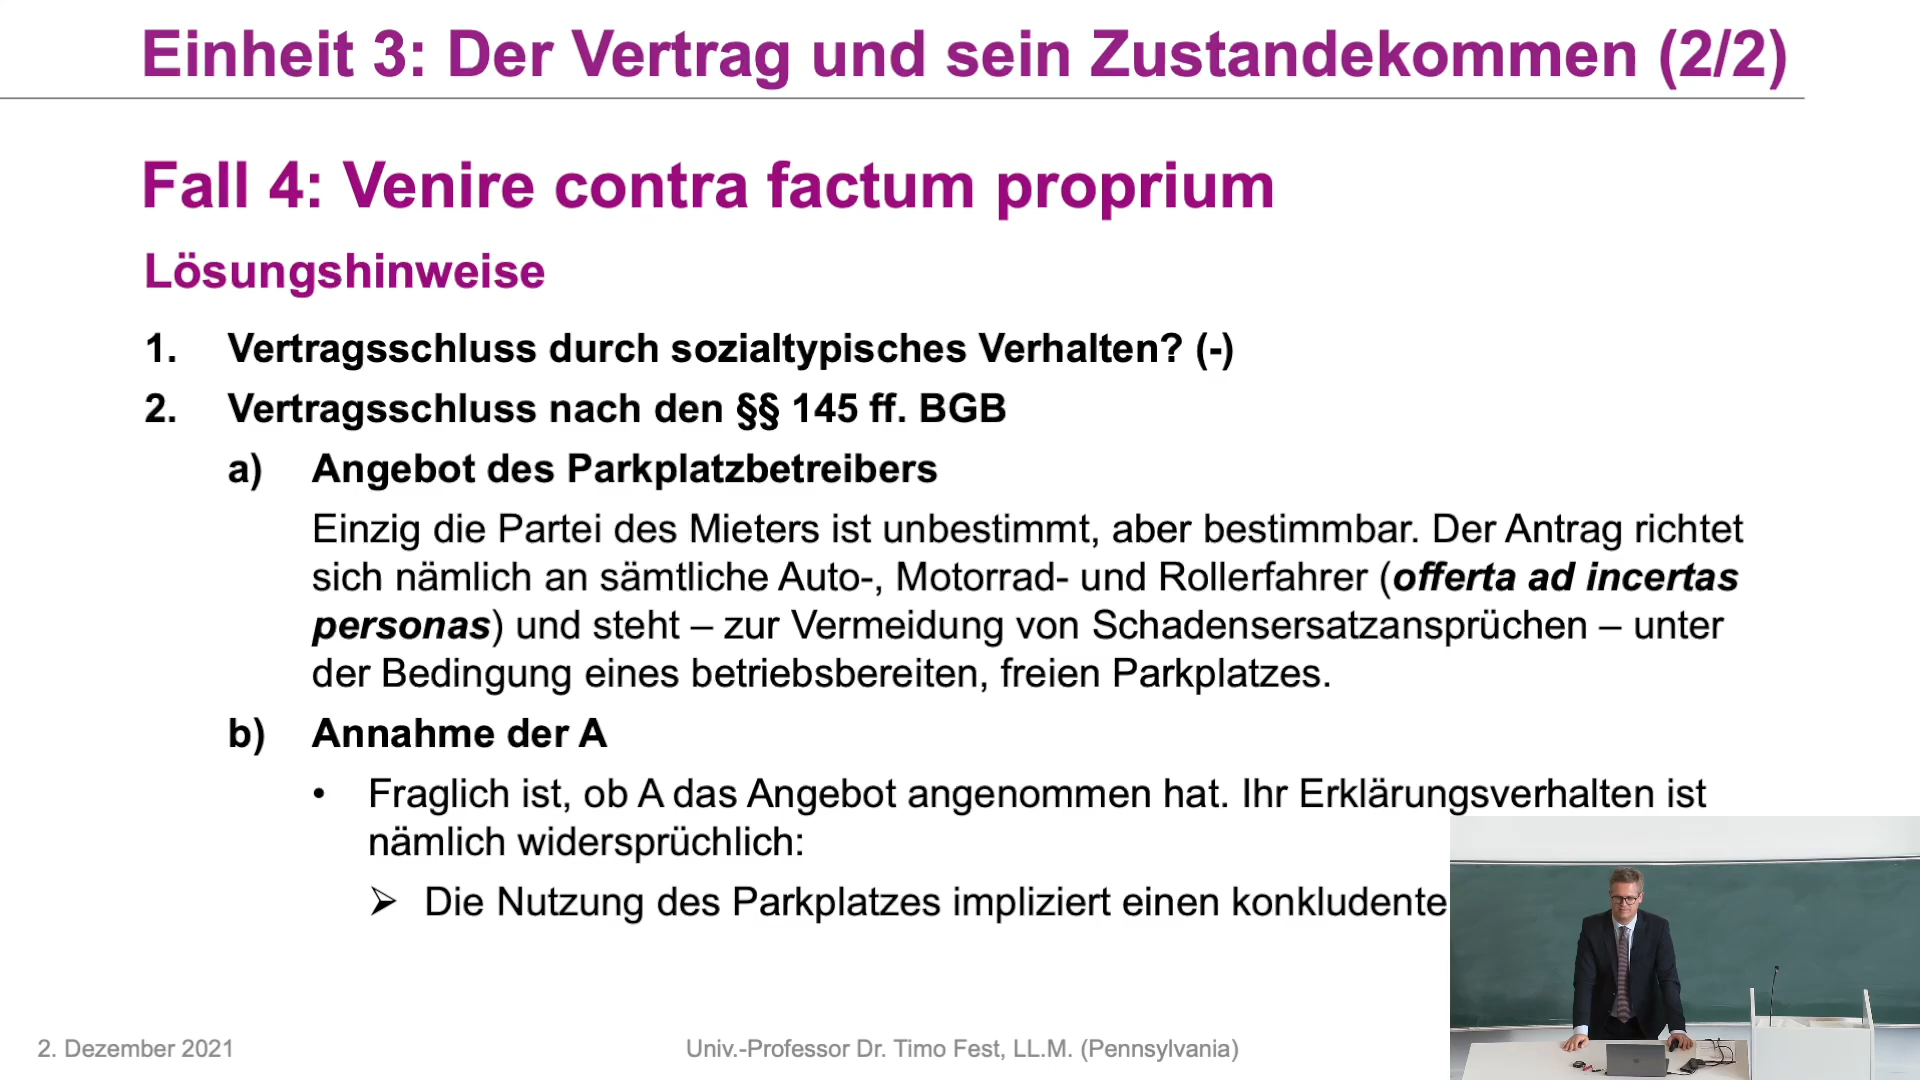 Einheit 3: Der Vertrag und sein Zustandekommen (2/2)
Fall 4: Venire contra factum proprium
Lösungshinweise
1. Vertragsschluss durch sozialtypisches Verhalten? (-)
2. Vertragsschluss nach den §§ 145 ff. BGB
a) Angebot des Parkplatzbetreibers
Einzig die Partei des Mieters ist unbestimmt, aber bestimmbar. Der Antrag richtet
sich nämlich an sämtliche Auto-, Motorrad- und Rollerfahrer (offerta ad incertas
personas) und steht – zur Vermeidung von Schadensersatzansprüchen – unter
der Bedingung eines betriebsbereiten, freien Parkplatzes.
b) Annahme der A
• Fraglich ist, ob A das Angebot angenommen hat. Ihr Erklärungsverhalten ist
nämlich widersprüchlich:
➢ Die Nutzung des Parkplatzes impliziert einen konkludente
2. Dezember 2021
Univ.-Professor Dr. Timo Fest, LL.M. (Pennsylvania)